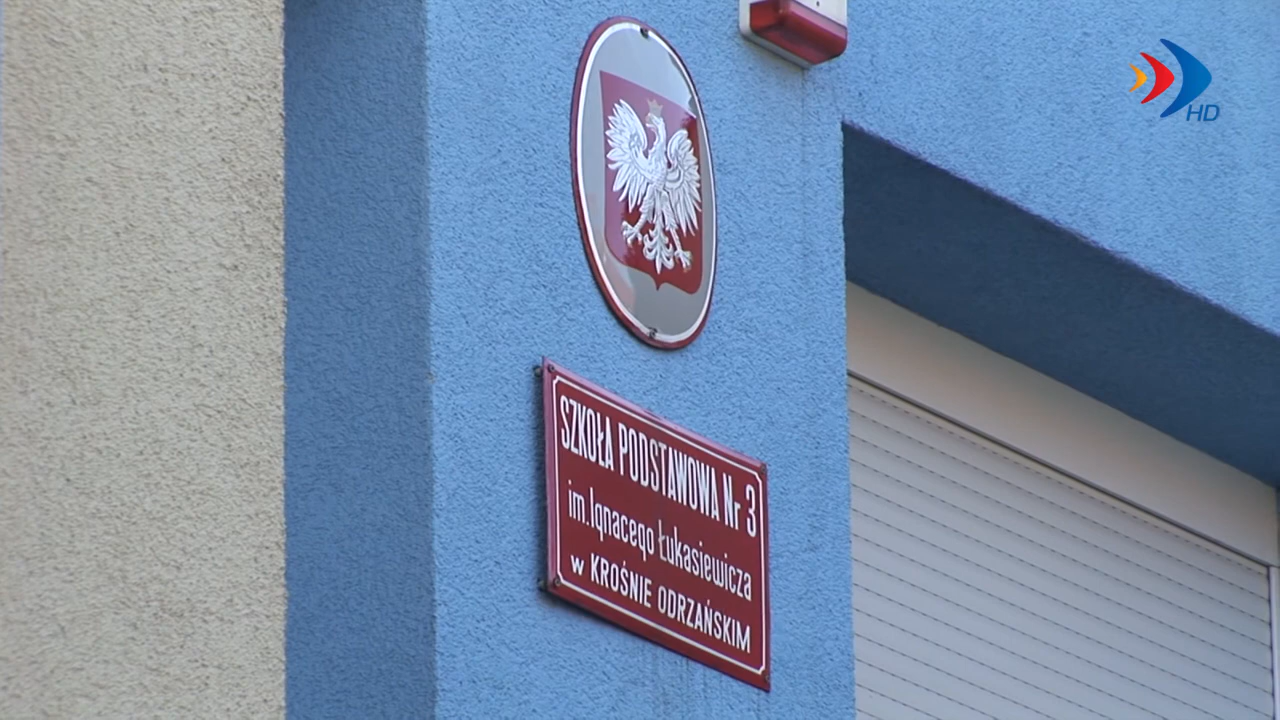 HD
SZKOŁA PODSTAWOWA Nr 3
im. Ignacego Łukasiewicza
w KROŚNIE ODRZAŃSKIM